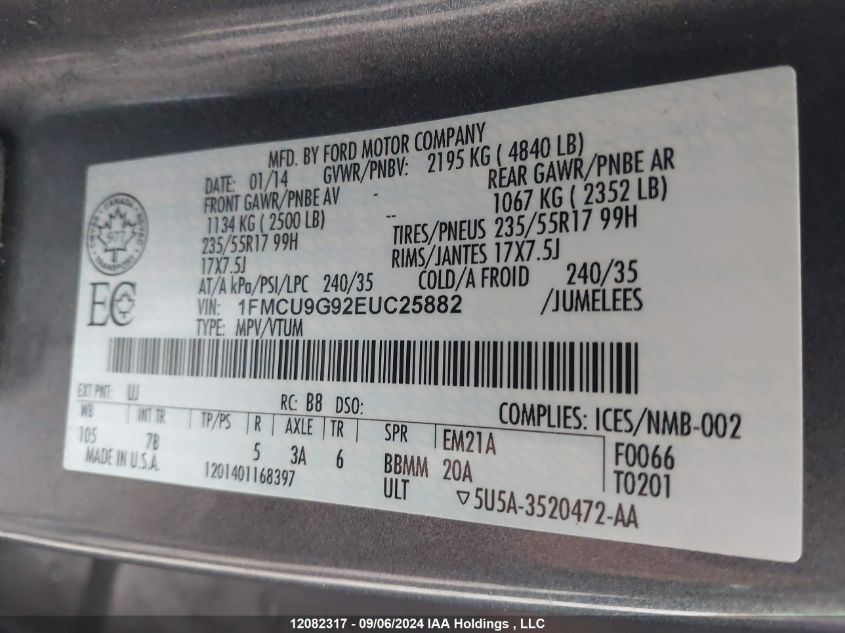 MFD. BY FORD MOTOR COMPANY
DATE: 01/14 GVWR/PNBV: 2195 KG ( 4840 LB)
FRONT GAWR/PNBE AV - REAR GAWR/PNBE AR
1134 KG ( 2500 LB) -- 1067 KG ( 2352 LB)
235/55R17 99H TIRES/PNEUS 235/55R17 99H
17X7.5J RIMS/JANTES 17X7.5J
AT/A kPa/PSI/LPC 240/35 COLD/A FROID 240/35
VIN: 1FMCU9G92EUC25882 /JUMELEES
TYPE: MPV/VTUM
CANADA
977
T
TRANSPORT
EC
EXT PNT: UJ RC: B8 DSO: COMPLIES: ICES/NMB-002
WB INT TR TP/PS R AXLE TR SPR EM21A F0066
105 7B 5 3A 6 BBMM 20A T0201
MADE IN U.S.A. 1201401168397 ULT ▽5U5A-3520472-AA
12082317 - 09/06/2024 IAA Holdings , LLC